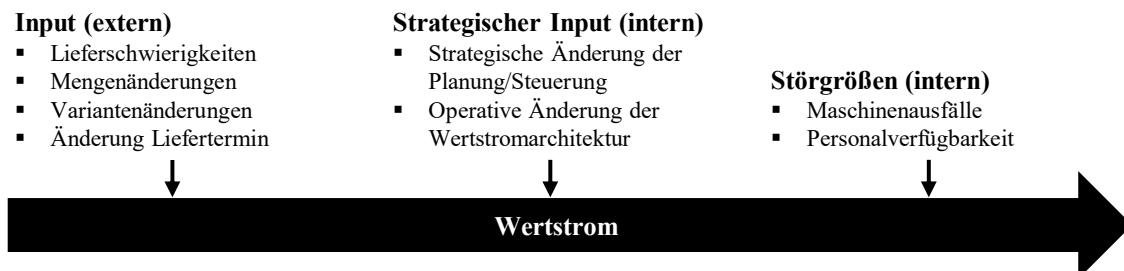 Input (extern)
▪ Lieferschwierigkeiten
▪ Mengenänderungen
▪ Variantenänderungen
▪ Änderung Liefertermin
Strategischer Input (intern)
▪ Strategische Änderung der
Planung/Steuerung
▪ Operative Änderung der
Wertstromarchitektur
Störgrößen (intern)
▪ Maschinenausfälle
▪ Personalverfügbarkeit
Wertstrom